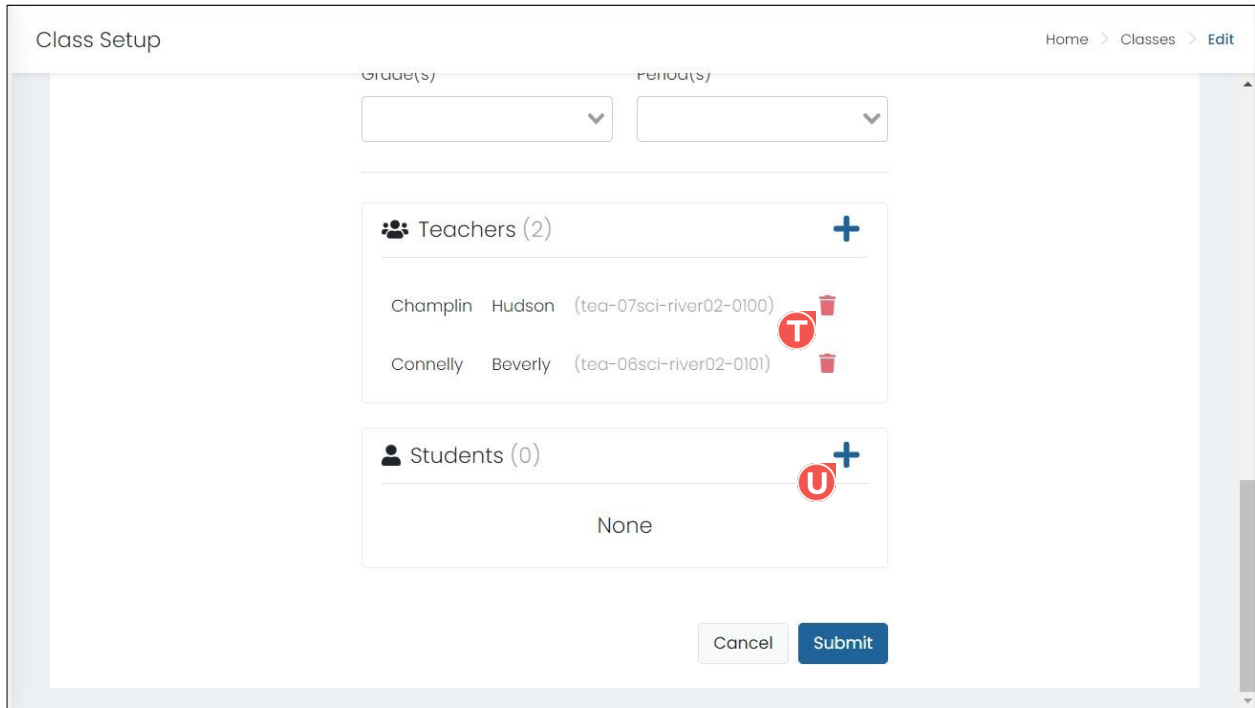 Class Setup
Home > Classes > Edit
Grade(s) Period(s)
Teachers (2)
Champlin Hudson (tea-07sci-river02-0100)
T
Connelly Beverly (tea-06sci-river02-0101)
Students (0)
U
None
Cancel Submit